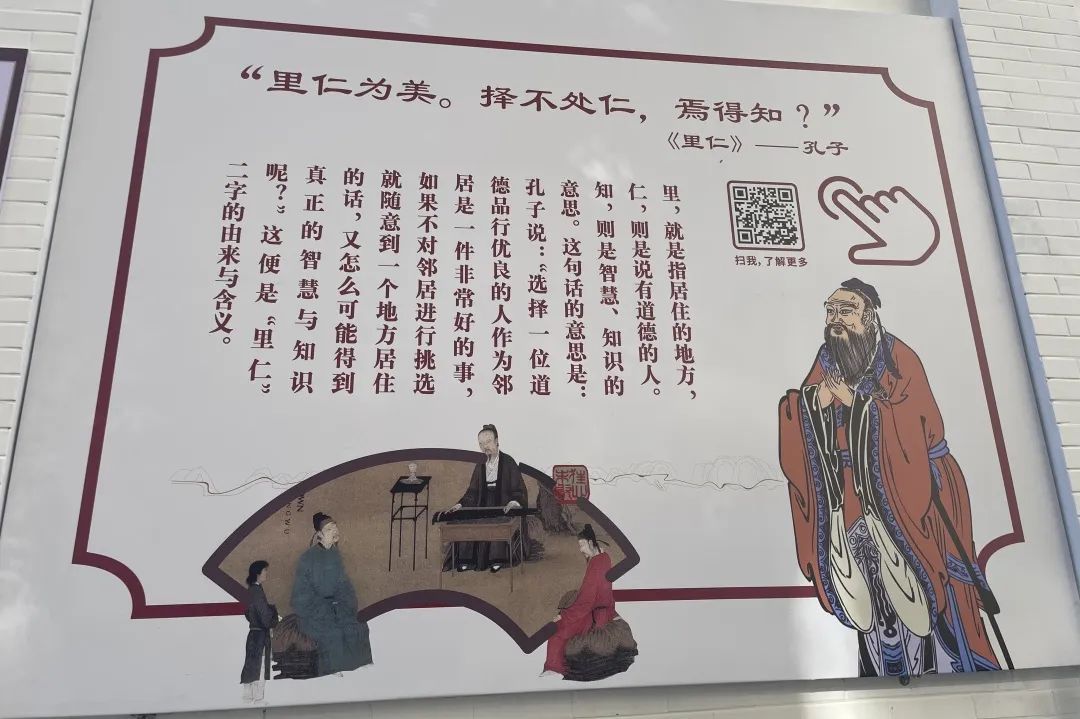 “里仁为美。择不处仁，焉得知？”
《里仁》——孔子
里，就是指居住的地方，
仁，则是说有道德的人。
知，则是智慧、知识的
意思。这句话的意思是：
孔子说：“选择一位道
德品行优良的人作为邻
居是一件非常好的事，
如果不对邻居进行挑选
就随意到一个地方居住
的话，又怎么可能得到
真正的智慧与知识
呢？”这便是“里仁”
二字的由来与含义。
扫我，了解更多